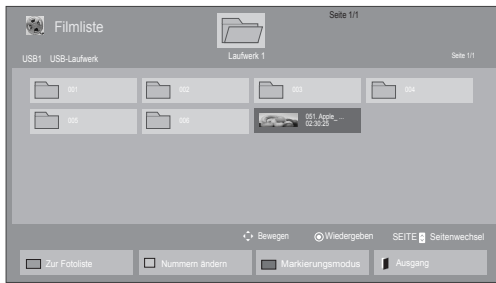 Filmliste
Seite 1/1
USB1 USB-Laufwerk
Laufwerk 1
Seite 1/1
001
002
003
004
005
006
051. Apple_ ...
02:30:25
Bewegen
Wiedergeben
SEITE Seitenwechsel
Zur Fotoliste
Nummern ändern
Markierungsmodus
Ausgang